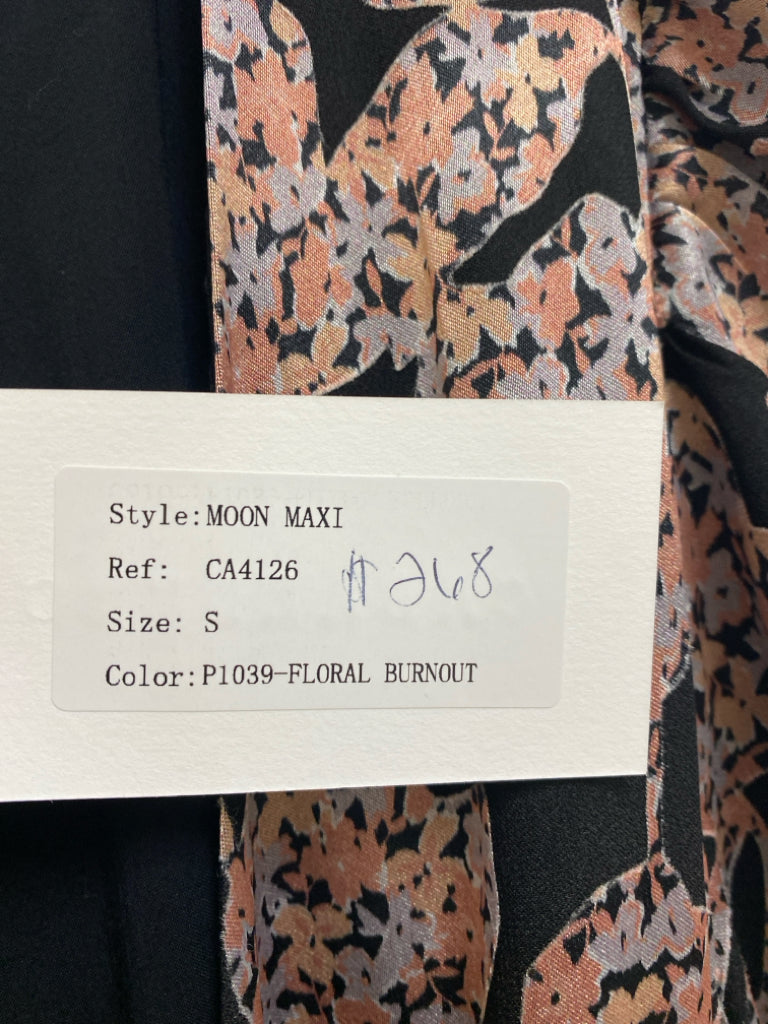 Style:MOON MAXI
Ref: CA4126 #268
Size: S
Color:P1039-FLORAL BURNOUT